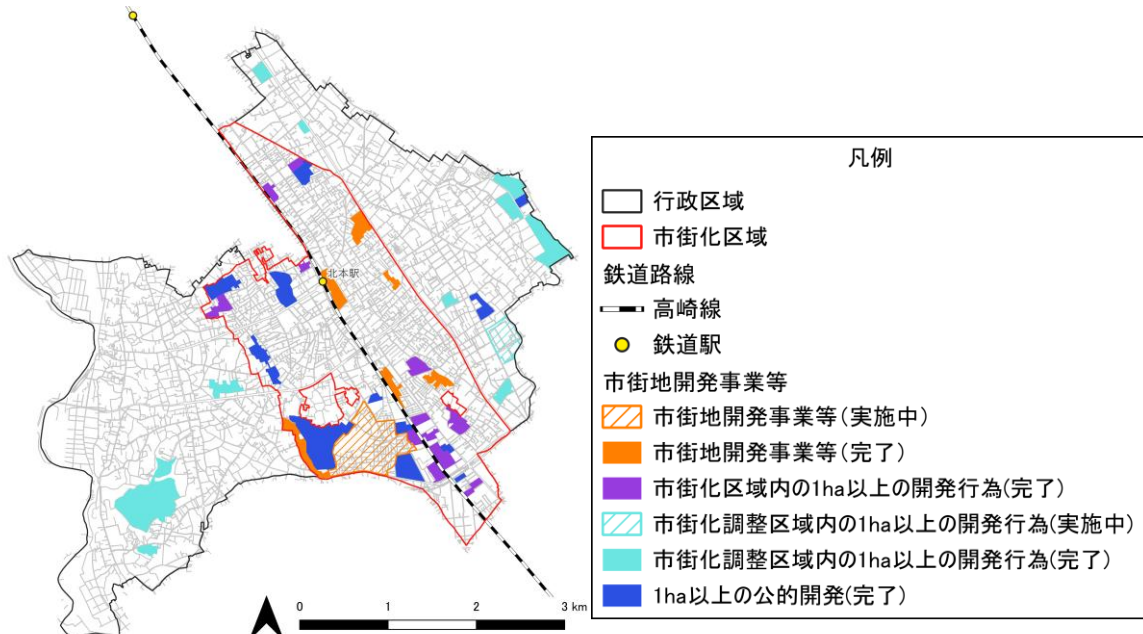 北本駅
凡例
行政区域
市街化区域
鉄道路線
高崎線
鉄道駅
市街地開発事業等
市街地開発事業等(実施中)
市街地開発事業等(完了)
市街化区域内の1ha以上の開発行為(完了)
市街化調整区域内の1ha以上の開発行為(実施中)
市街化調整区域内の1ha以上の開発行為(完了)
1ha以上の公的開発(完了)
0 1 2 3 km